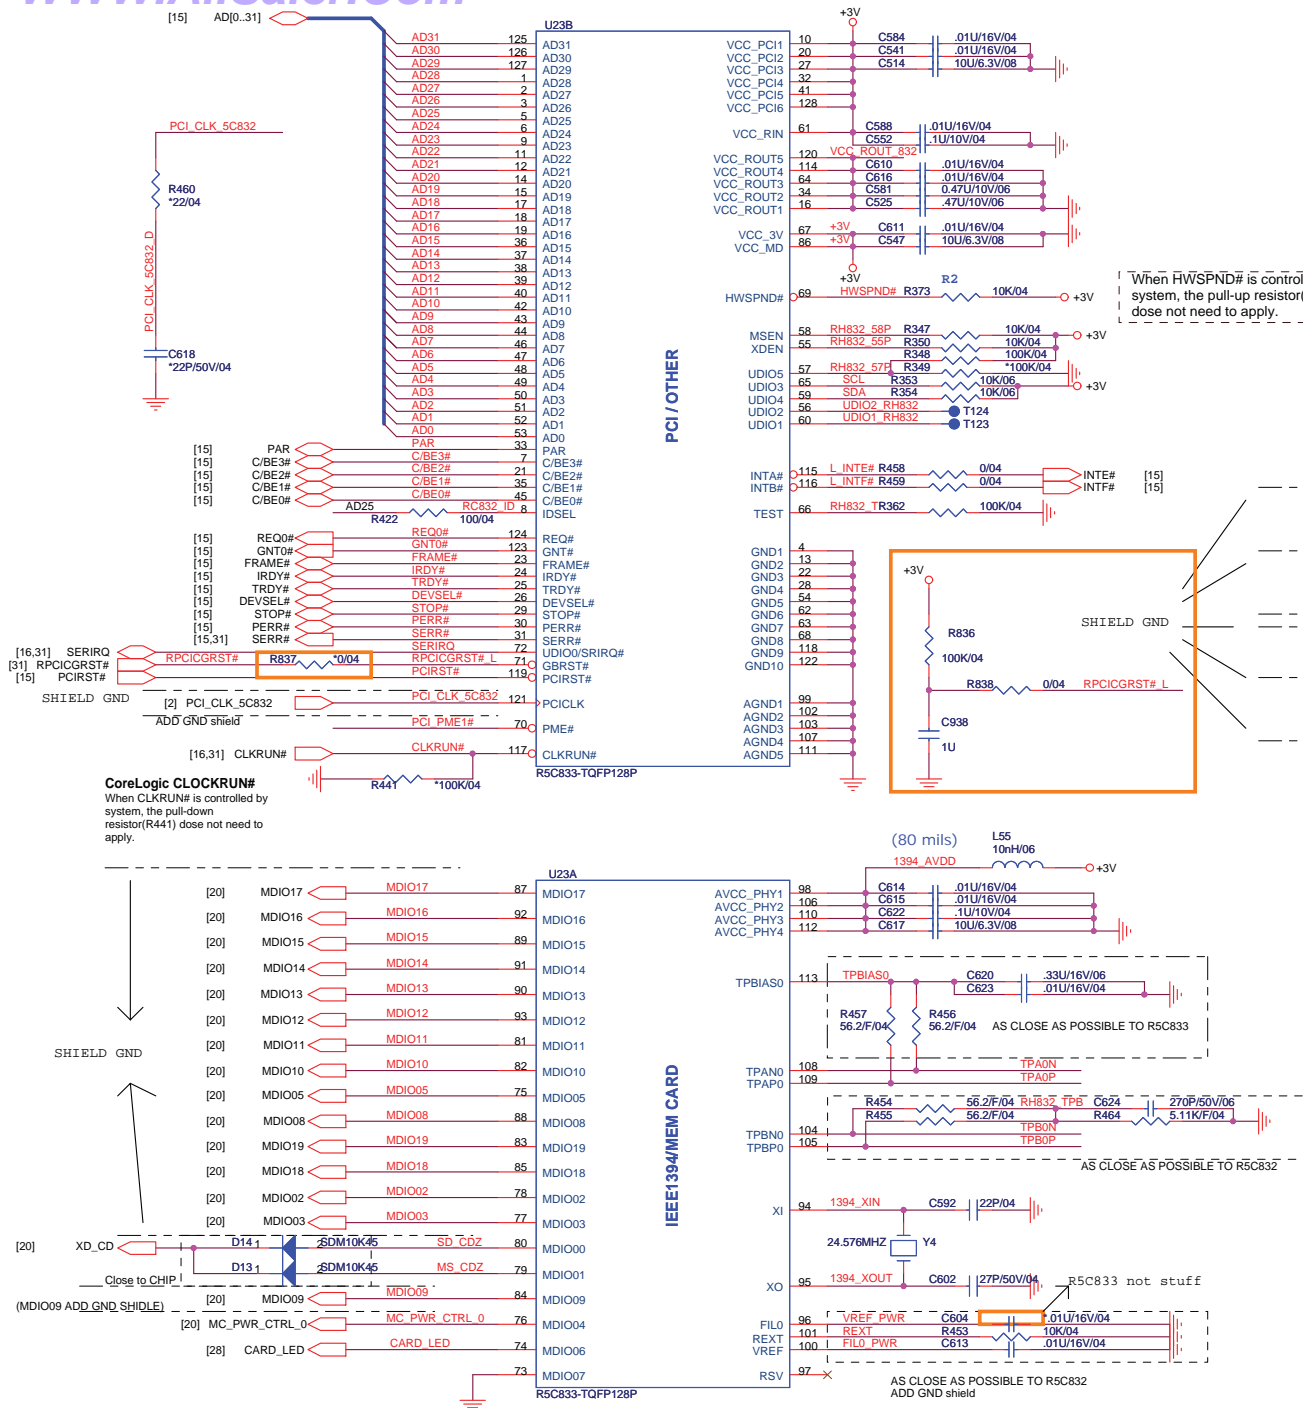 [15] AD[0..31]
U23B
+3V
AD31 125 AD31
AD30 126 AD30
AD29 127 AD29
AD28 1 AD28
AD27 2 AD27
AD26 3 AD26
AD25 5 AD25
AD24 6 AD24
AD23 9 AD23
AD22 11 AD22
AD21 12 AD21
AD20 14 AD20
AD19 15 AD19
AD18 17 AD18
AD17 18 AD17
AD16 19 AD16
AD15 36 AD15
AD14 37 AD14
AD13 38 AD13
AD12 39 AD12
AD11 40 AD11
AD10 42 AD10
AD9 43 AD9
AD8 44 AD8
AD7 46 AD7
AD6 47 AD6
AD5 48 AD5
AD4 49 AD4
AD3 50 AD3
AD2 51 AD2
AD1 52 AD1
AD0 53 AD0
PCI_CLK_5C832
R460
*22/04
PCI_CLK_5C832_D
C618
*22P/50V/04
[15] PAR PAR 33 PAR
[15] C/BE3# C/BE3# 7 C/BE3#
[15] C/BE2# C/BE2# 21 C/BE2#
[15] C/BE1# C/BE1# 35 C/BE1#
[15] C/BE0# C/BE0# 45 C/BE0#
AD25 R422 100/04 RC832_ID 8 IDSEL
[15] REQ0# REQ0# 124 REQ#
[15] GNT0# GNT0# 123 GNT#
[15] FRAME# FRAME# 23 FRAME#
[15] IRDY# IRDY# 24 IRDY#
[15] TRDY# TRDY# 25 TRDY#
[15] DEVSEL# DEVSEL# 26 DEVSEL#
[15] STOP# STOP# 29 STOP#
[15] PERR# PERR# 30 PERR#
[15,31] SERR# SERR# 31 SERR#
[16,31] SERIRQ SERIRQ 72 UDIO0/SRIRQ#
[31] RPCICGRST# RPCICGRST# R837 *0/04 RPCICGRST#_L 71 GBRST#
[15] PCIRST# 119 PCIRST#
SHIELD GND
[2] PCI_CLK_5C832 PCI_CLK_5C832 121 PCICLK
ADD GND shield
PCI_PME1# 70 PME#
[16,31] CLKRUN# CLKRUN# 117 CLKRUN#
R441 *100K/04
R5C833-TQFP128P
CoreLogic CLOCKRUN#
When CLKRUN# is controlled by
system, the pull-down
resistor(R441) dose not need to
apply.
PCI / OTHER
VCC_PCI1 10 C584 .01U/16V/04
VCC_PCI2 20 C541 .01U/16V/04
VCC_PCI3 27 C514 10U/6.3V/08
VCC_PCI4 32
VCC_PCI5 41
VCC_PCI6 128
VCC_RIN 61 C588 .01U/16V/04
C552 .1U/10V/04
VCC_ROUT5 120 VCC_ROUT_832
VCC_ROUT4 114 C610 .01U/16V/04
VCC_ROUT3 64 C616 .01U/16V/04
VCC_ROUT2 34 C581 0.47U/10V/06
VCC_ROUT1 16 C525 .47U/10V/06
VCC_3V 67 +3V C611 .01U/16V/04
VCC_MD 86 +3V C547 10U/6.3V/08
+3V
R2
HWSPND# 69 HWSPND# R373 10K/04 +3V
When HWSPND# is control
system, the pull-up resistor(
dose not need to apply.
MSEN 58 RH832_58P R347 10K/04 +3V
XDEN 55 RH832_55P R350 10K/04
R348 100K/04
UDIO5 57 RH832_57P R349 *100K/04
UDIO3 65 SCL R353 10K/06 +3V
UDIO4 59 SDA R354 10K/06
UDIO2 56 UDIO2_RH832 T124
UDIO1 60 UDIO1_RH832 T123
INTA# 115 L_INTE# R458 0/04 INTE# [15]
INTB# 116 L_INTF# R459 0/04 INTF# [15]
TEST 66 RH832_T R362 100K/04
GND1 4
GND2 13
GND3 22
GND4 28
GND5 54
GND6 62
GND7 63
GND8 68
GND9 118
GND10 122
AGND1 99
AGND2 102
AGND3 103
AGND4 107
AGND5 111
+3V
R836
100K/04
SHIELD GND
R838 0/04 RPCICGRST#_L
C938
1U
U23A
[20] MDIO17 MDIO17 87 MDIO17
[20] MDIO16 MDIO16 92 MDIO16
[20] MDIO15 MDIO15 89 MDIO15
[20] MDIO14 MDIO14 91 MDIO14
[20] MDIO13 MDIO13 90 MDIO13
[20] MDIO12 MDIO12 93 MDIO12
[20] MDIO11 MDIO11 81 MDIO11
[20] MDIO10 MDIO10 82 MDIO10
[20] MDIO05 MDIO05 75 MDIO05
[20] MDIO08 MDIO08 88 MDIO08
[20] MDIO19 MDIO19 83 MDIO19
[20] MDIO18 MDIO18 85 MDIO18
[20] MDIO02 MDIO02 78 MDIO02
[20] MDIO03 MDIO03 77 MDIO03
SHIELD GND
[20] XD_CD D14 1 2 SDM10K45 SD_CDZ 80 MDIO00
D13 1 2 SDM10K45 MS_CDZ 79 MDIO01
Close to CHIP
(MDIO09 ADD GND SHIDLE)
[20] MDIO09 MDIO09 84 MDIO09
[20] MC_PWR_CTRL_0 MC_PWR_CTRL_0 76 MDIO04
[28] CARD_LED CARD_LED 74 MDIO06
73 MDIO07
R5C833-TQFP128P
IEEE1394/MEM CARD
(80 mils)
L55
10nH/06
1394_AVDD +3V
AVCC_PHY1 98 C614 .01U/16V/04
AVCC_PHY2 106 C615 .01U/16V/04
AVCC_PHY3 110 C622 .1U/10V/04
AVCC_PHY4 112 C617 10U/6.3V/08
TPBIAS0 113 TPBIAS0 C620 .33U/16V/06
C623 .01U/16V/04
R457 R456
56.2/F/04 56.2/F/04
AS CLOSE AS POSSIBLE TO R5C833
TPAN0 108 TPA0N
TPAP0 109 TPA0P
R454 56.2/F/04 RH832_TPB C624 270P/50V/06
R455 56.2/F/04 R464 5.11K/F/04
TPBN0 104 TPB0N
TPBP0 105 TPB0P
AS CLOSE AS POSSIBLE TO R5C832
XI 94 1394_XIN C592 22P/04
24.576MHZ Y4
XO 95 1394_XOUT C602 27P/50V/04
R5C833 not stuff
FIL0 96 VREF_PWR C604 *.01U/16V/04
REXT 101 REXT R453 10K/04
VREF 100 FIL0_PWR C613 .01U/16V/04
RSV 97
AS CLOSE AS POSSIBLE TO R5C832
ADD GND shield